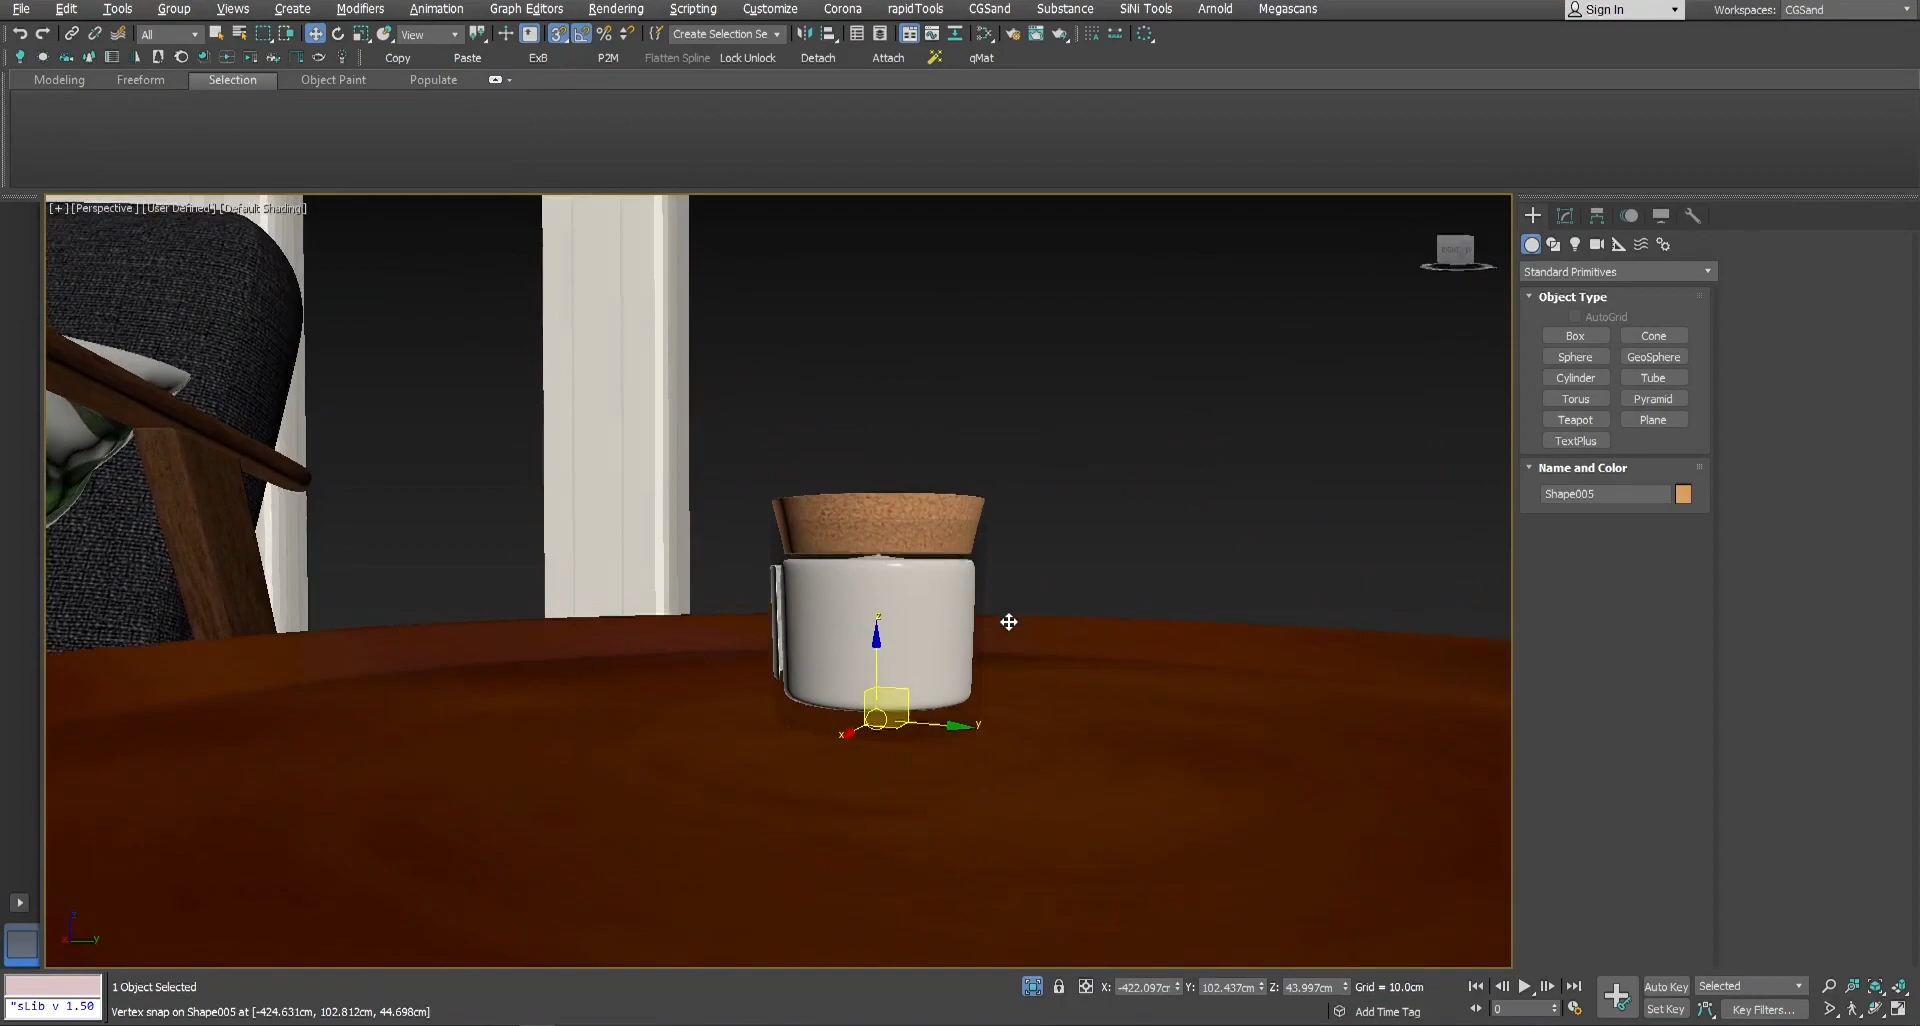 File Edit Tools Group Views Create Modifiers Animation Graph Editors Rendering Scripting Customize Corona rapidTools CGSand Substance SiNi Tools Arnold Megascans Sign In Workspaces: CGSand
All View Create Selection Se
Copy Paste ExB P2M Flatten Spline Lock Unlock Detach Attach qMat
Modeling Freeform Selection Object Paint Populate
[+] [Perspective] [User Defined] [Default Shading]
Standard Primitives
Object Type
AutoGrid
Box Cone
Sphere GeoSphere
Cylinder Tube
Torus Pyramid
Teapot Plane
TextPlus
Name and Color
Shape005
z
x y
z
x y
1 Object Selected X: -422.097cr Y: 102.437cm Z: 43.997cm Grid = 10.0cm Auto Key Selected
"sLib v 1.50 Vertex snap on Shape005 at [-424.631cm, 102.812cm, 44.698cm] Add Time Tag 0 Set Key Key Filters...